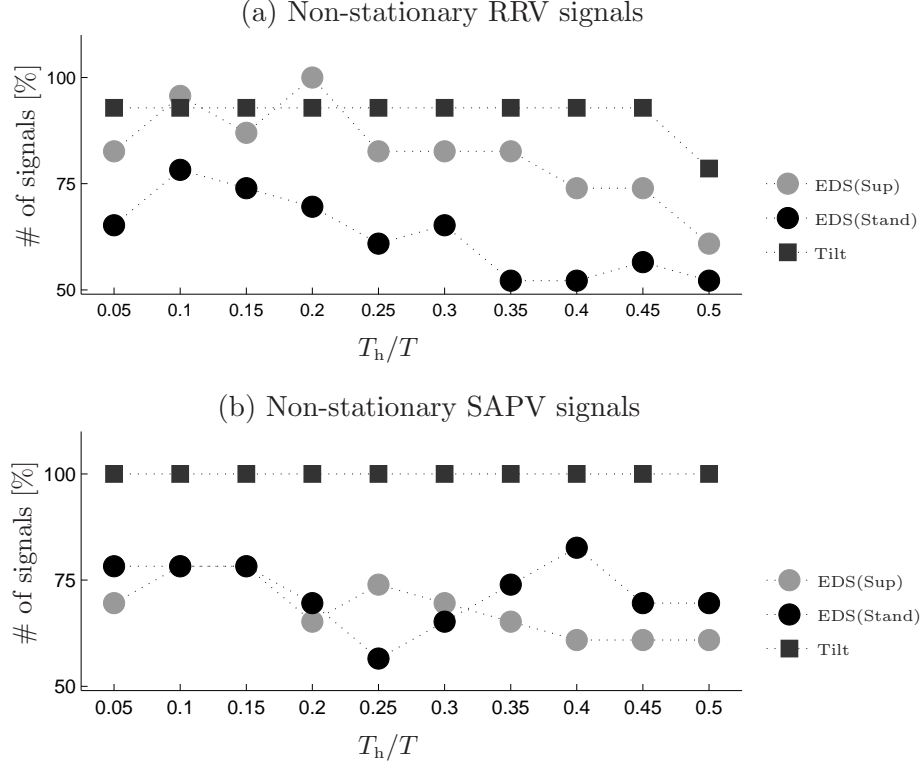 (a) Non-stationary RRV signals
# of signals [%]
100
75
50
0.05 0.1 0.15 0.2 0.25 0.3 0.35 0.4 0.45 0.5
T_h/T
EDS(Sup)
EDS(Stand)
Tilt
(b) Non-stationary SAPV signals
# of signals [%]
100
75
50
0.05 0.1 0.15 0.2 0.25 0.3 0.35 0.4 0.45 0.5
T_h/T
EDS(Sup)
EDS(Stand)
Tilt